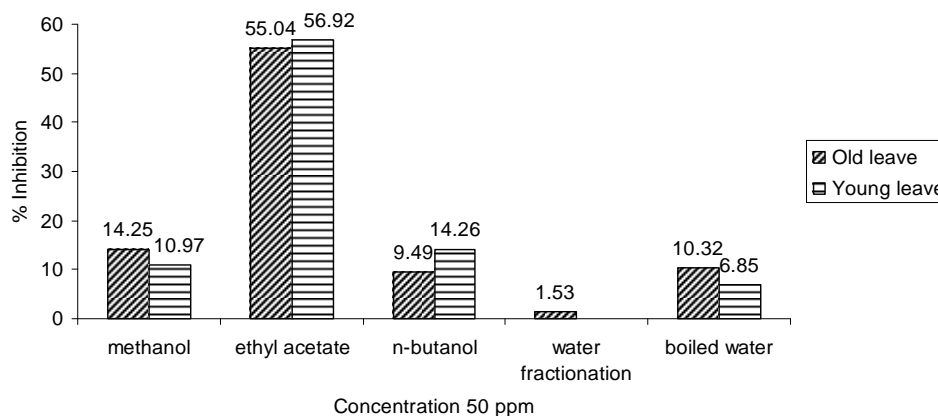 60
50
40
30
20
10
0
% Inhibition
14.25
10.97
55.04
56.92
9.49
14.26
1.53
10.32
6.85
methanol
ethyl acetate
n-butanol
water
fractionation
boiled water
Concentration 50 ppm
Old leave
Young leave